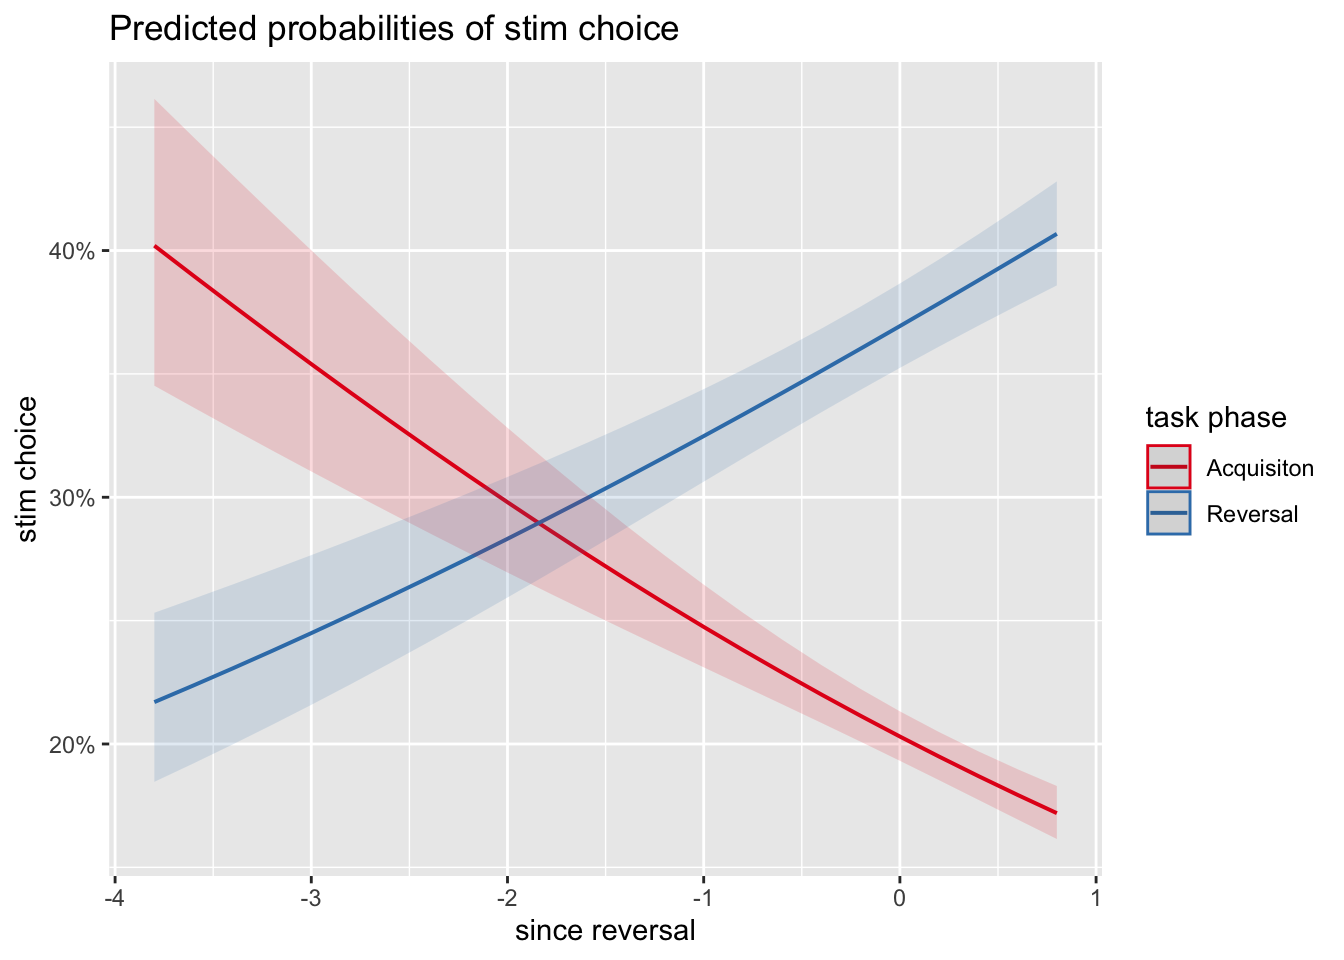 Predicted probabilities of stim choice
stim choice
40%
30%
20%
-4 -3 -2 -1 0 1
since reversal
task phase
Acquisiton
Reversal